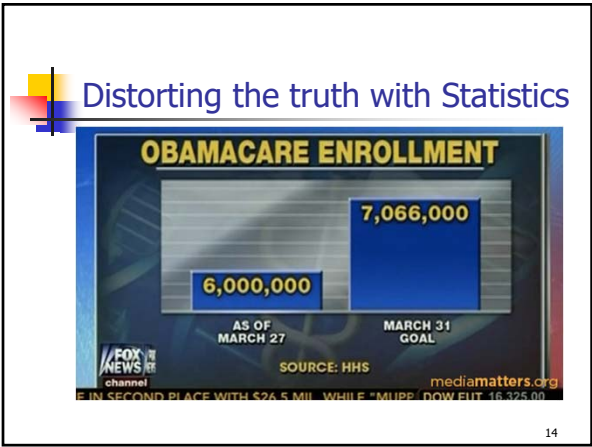 Distorting the truth with Statistics
OBAMACARE ENROLLMENT
7,066,000
6,000,000
AS OF
MARCH 27
MARCH 31
GOAL
SOURCE: HHS
FOX
NEWS
channel
mediamatters.org
E IN SECOND PLACE WITH $26.5 MIL, WHILE "MUPP DOW FUT 16,325.00
14